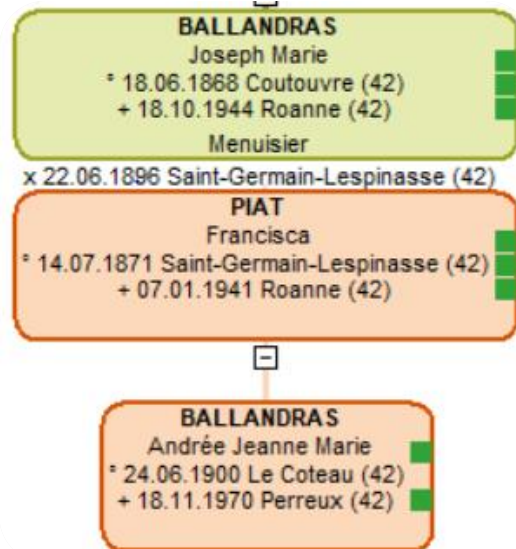 BALLANDRAS
Joseph Marie
° 18.06.1868 Coutouvre (42)
+ 18.10.1944 Roanne (42)
Menuisier
x 22.06.1896 Saint-Germain-Lespinasse (42)
PIAT
Francisca
° 14.07.1871 Saint-Germain-Lespinasse (42)
+ 07.01.1941 Roanne (42)
BALLANDRAS
Andrée Jeanne Marie
° 24.06.1900 Le Coteau (42)
+ 18.11.1970 Perreux (42)